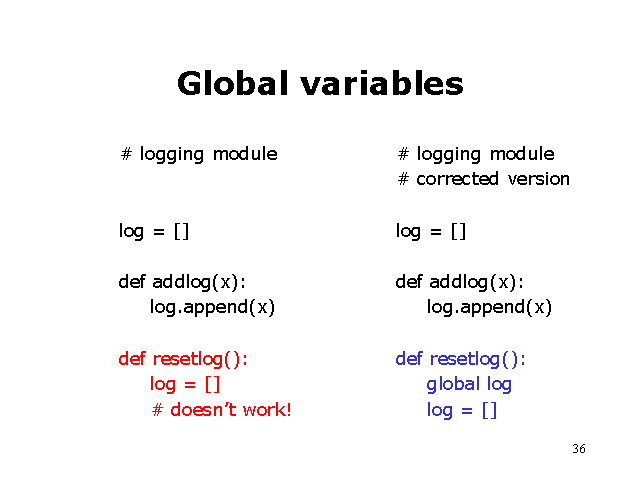 Global variables
# logging module
log = []
def addlog(x):
log.append(x)
def resetlog():
log = []
# doesn’t work!
# logging module
# corrected version
log = []
def addlog(x):
log.append(x)
def resetlog():
global log
log = []
36